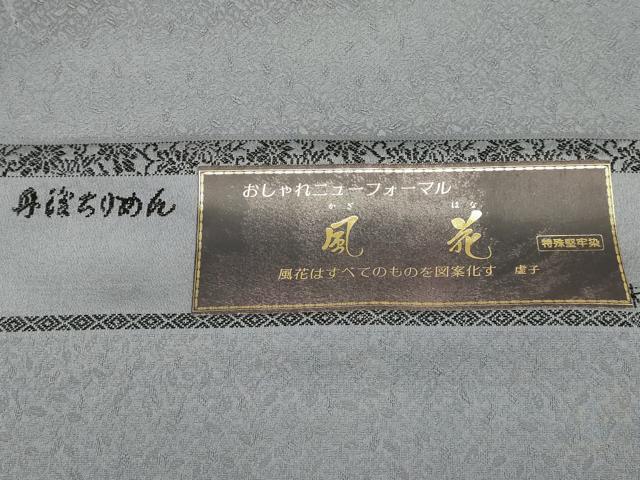 丹後ちりめん
おしゃれニューフォーマル
かざ はな
風 花
特殊堅牢染
風花はすべてのものを図案化す 虚子